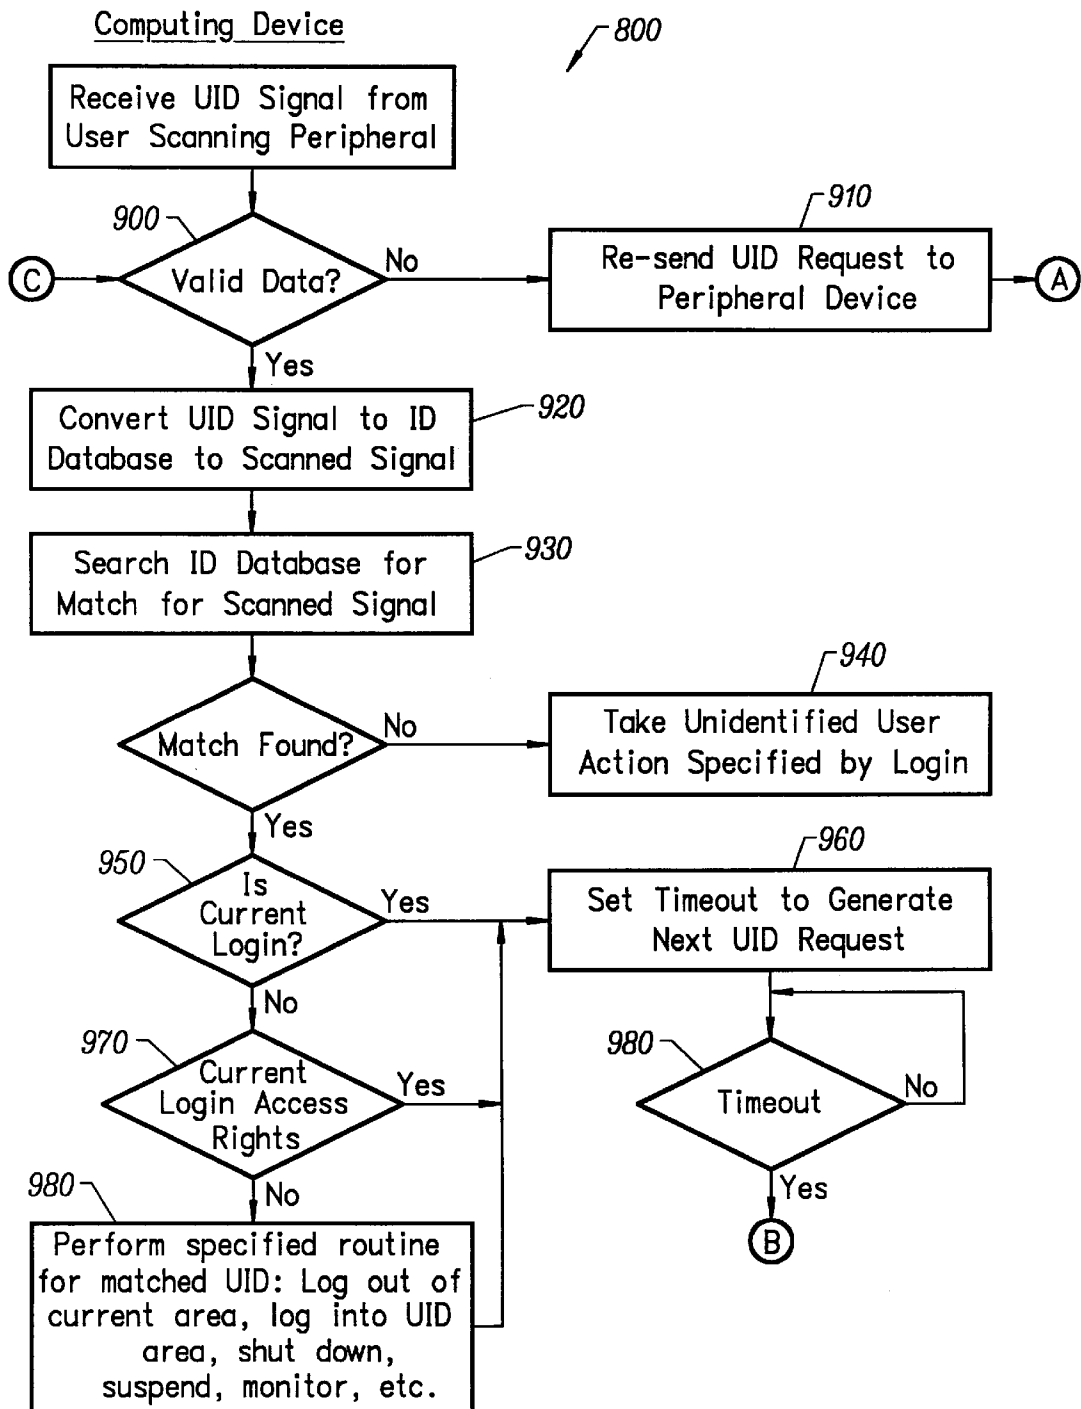 Computing Device
800
Receive UID Signal from
User Scanning Peripheral
900
910
C
Valid Data?
No
Re-send UID Request to
Peripheral Device
A
Yes
Convert UID Signal to ID
Database to Scanned Signal
920
Search ID Database for
Match for Scanned Signal
930
940
Match Found?
No
Take Unidentified User
Action Specified by Login
Yes
950
960
Is
Current
Login?
Yes
Set Timeout to Generate
Next UID Request
No
970
980
Current
Login Access
Rights
Yes
Timeout
No
No
Yes
980
B
Perform specified routine
for matched UID: Log out of
current area, log into UID
area, shut down,
suspend, monitor, etc.